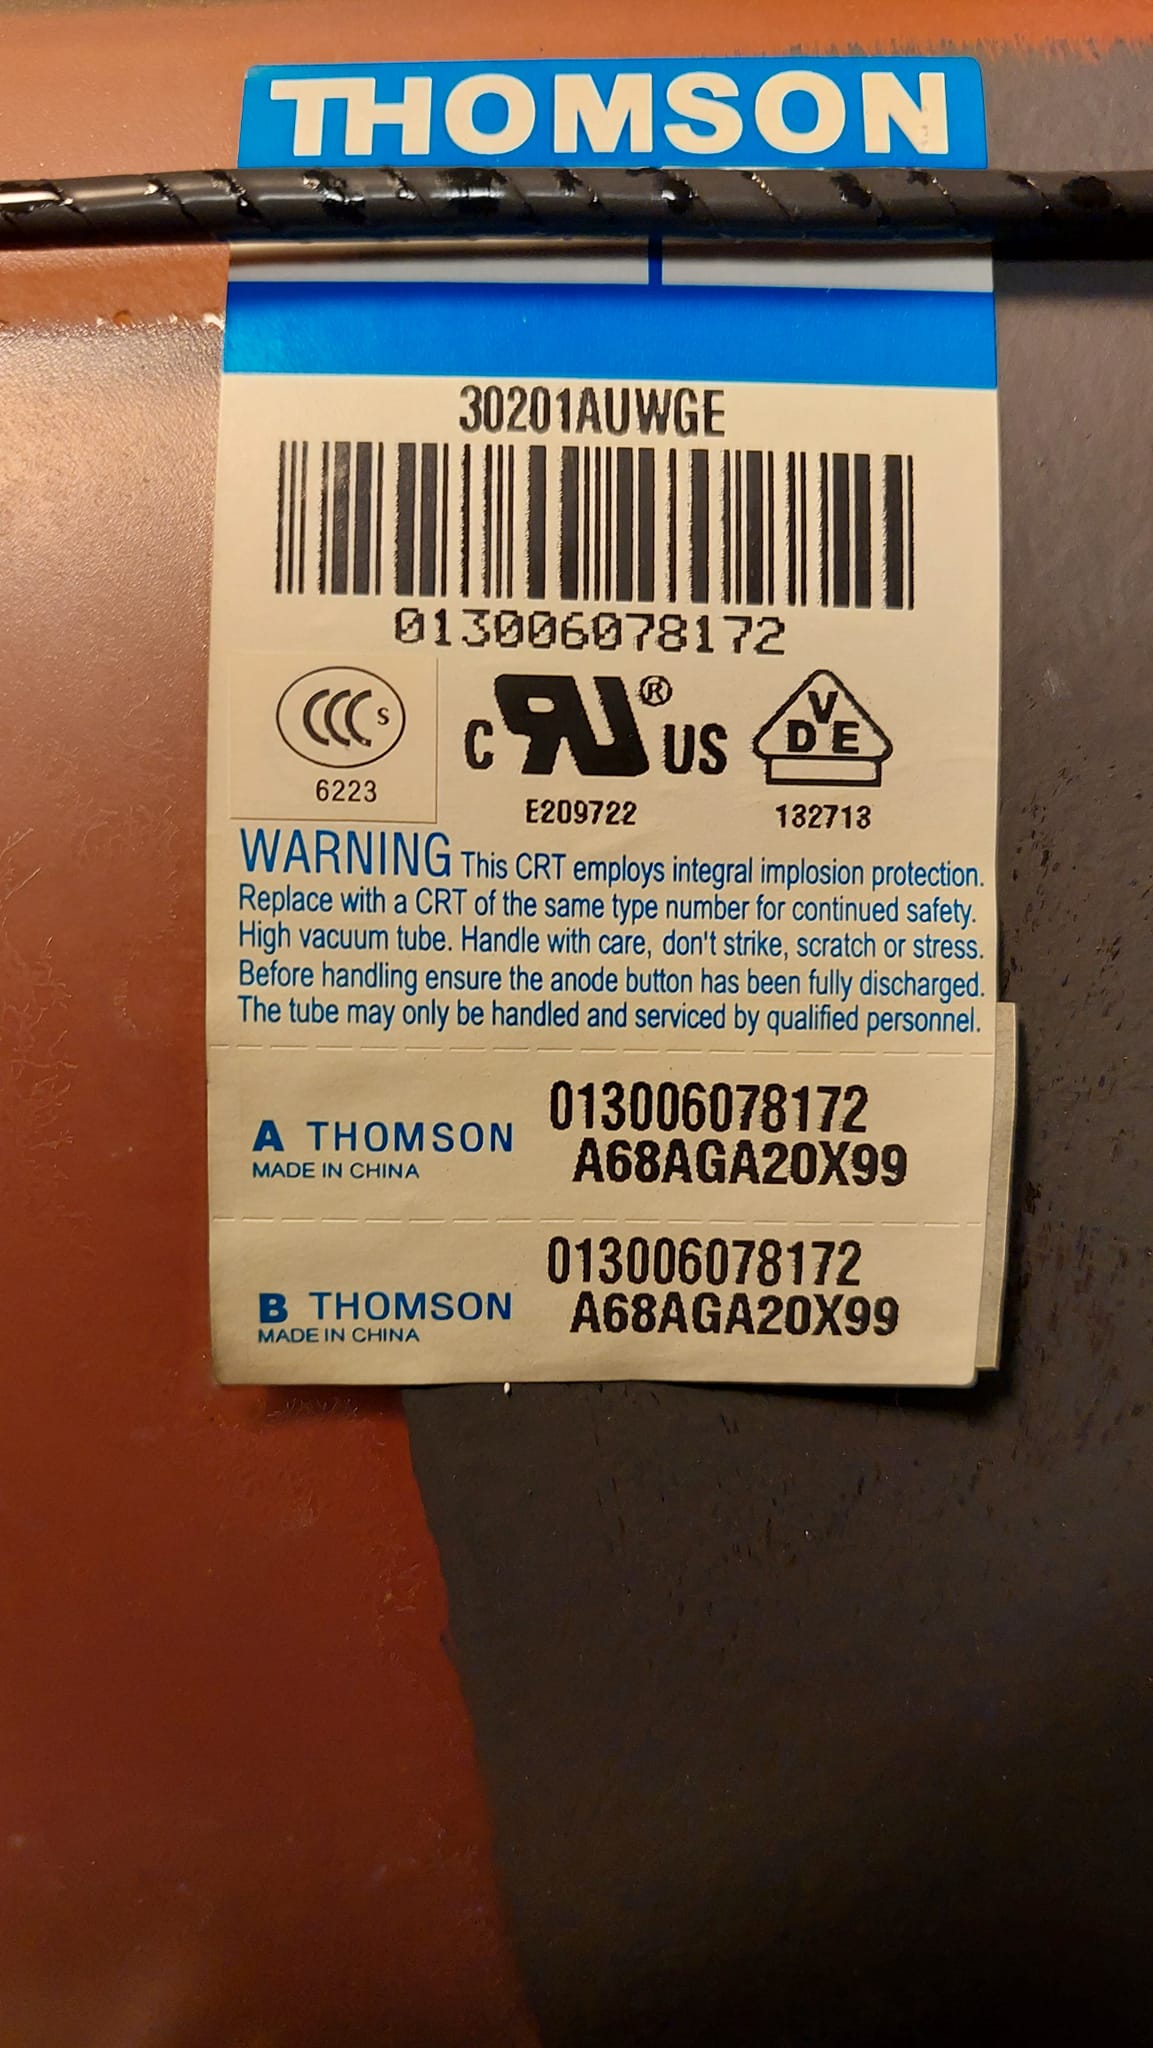 THOMSON
30201AUWGE
013006078172
CCC S
6223
C RU ® US
E209722
VDE
132713
WARNING This CRT employs integral implosion protection.
Replace with a CRT of the same type number for continued safety.
High vacuum tube. Handle with care, don't strike, scratch or stress.
Before handling ensure the anode button has been fully discharged.
The tube may only be handled and serviced by qualified personnel.
A THOMSON
MADE IN CHINA
013006078172
A68AGA20X99
B THOMSON
MADE IN CHINA
013006078172
A68AGA20X99